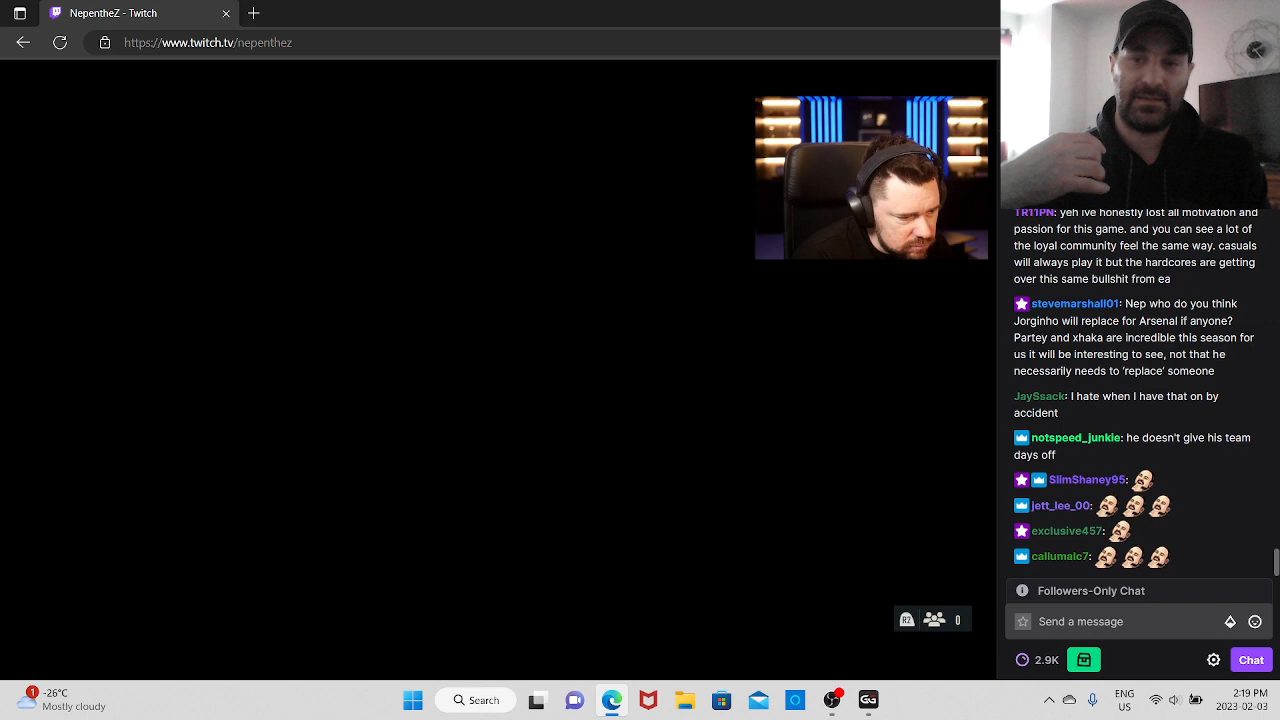 NepentheZ - Twitch
https://www.twitch.tv/nepenthez
TR11PN: yeh ive honestly lost all motivation and
passion for this game. and you can see a lot of
the loyal community feel the same way. casuals
will always play it but the hardcores are getting
over this same bullshit from ea
stevemarshall01: Nep who do you think
Jorginho will replace for Arsenal if anyone?
Partey and xhaka are incredible this season for
us it will be interesting to see, not that he
necessarily needs to ‘replace’ someone
JaySsack: I hate when I have that on by
accident
notspeed_junkie: he doesn't give his team
days off
SlimShaney95:
jett_lee_00:
exclusive457:
callumalc7:
Followers-Only Chat
R2 0
Send a message
2.9K
Chat
1
-26°C
Mostly cloudy
Search
GG
ENG
US
2:19 PM
2023-02-03